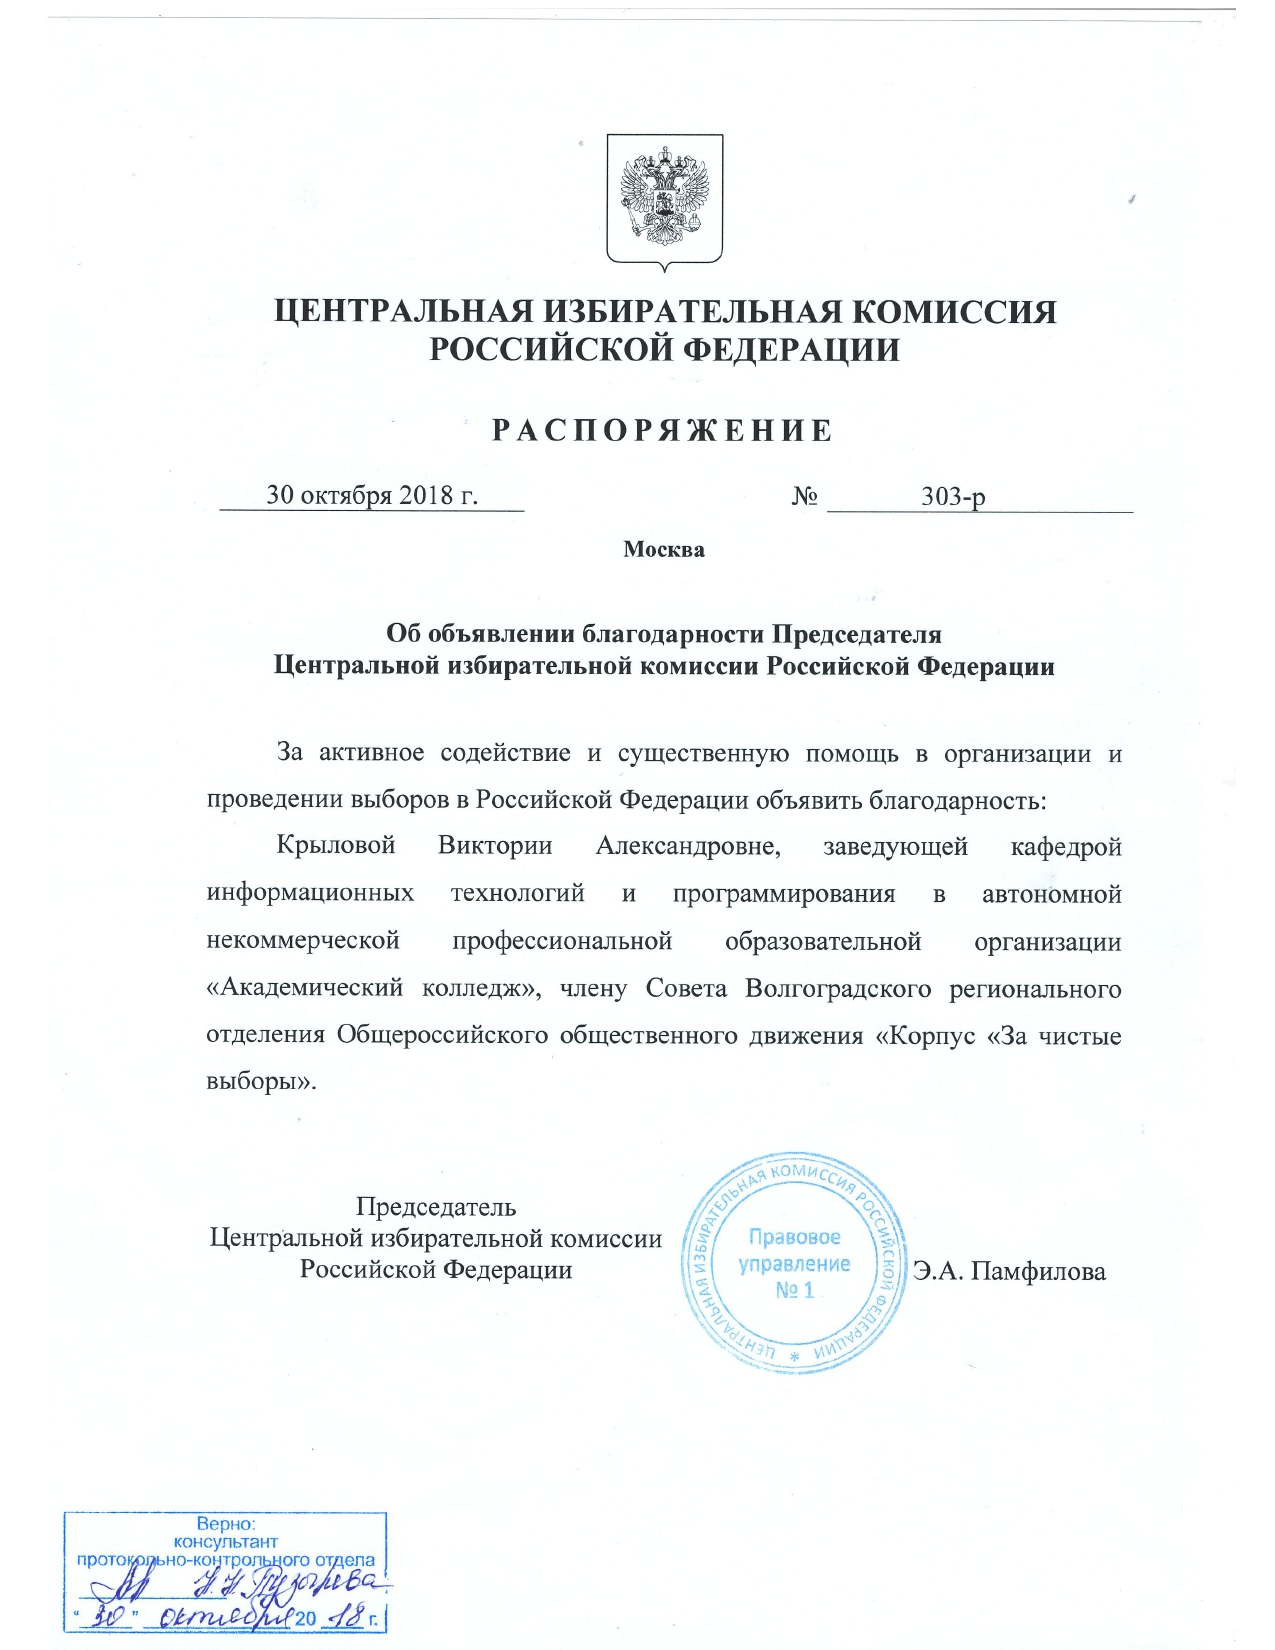 ЦЕНТРАЛЬНАЯ ИЗБИРАТЕЛЬНАЯ КОМИССИЯ
РОССИЙСКОЙ ФЕДЕРАЦИИ
РАСПОРЯЖЕНИЕ
30 октября 2018 г. № 303-р
Москва
Об объявлении благодарности Председателя
Центральной избирательной комиссии Российской Федерации
За активное содействие и существенную помощь в организации и
проведении выборов в Российской Федерации объявить благодарность:
Крыловой Виктории Александровне, заведующей кафедрой
информационных технологий и программирования в автономной
некоммерческой профессиональной образовательной организации
«Академический колледж», члену Совета Волгоградского регионального
отделения Общероссийского общественного движения «Корпус «За чистые
выборы».
Председатель
Центральной избирательной комиссии
Российской Федерации
Э.А. Памфилова
ЦЕНТРАЛЬНАЯ ИЗБИРАТЕЛЬНАЯ КОМИССИЯ РОССИЙСКОЙ ФЕДЕРАЦИИ *
Правовое
управление
№ 1
Верно:
консультант
протокольно-контрольного отдела
"30" октября 2018 г.